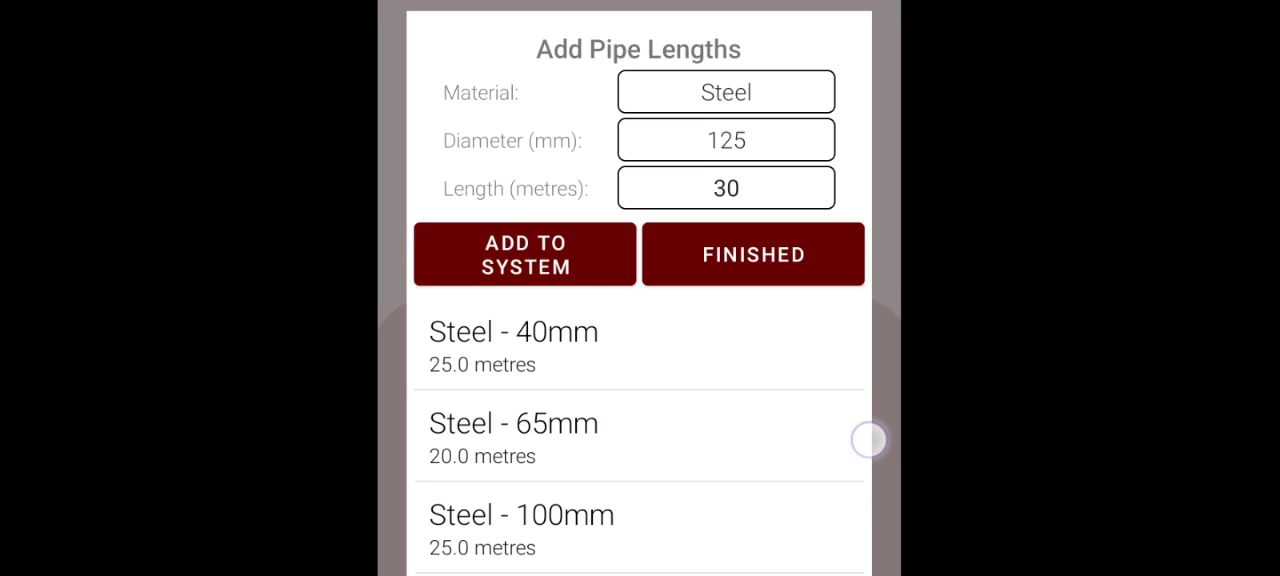 Add Pipe Lengths
Material: Steel
Diameter (mm): 125
Length (metres): 30
ADD TO
SYSTEM
FINISHED
Steel - 40mm
25.0 metres
Steel - 65mm
20.0 metres
Steel - 100mm
25.0 metres